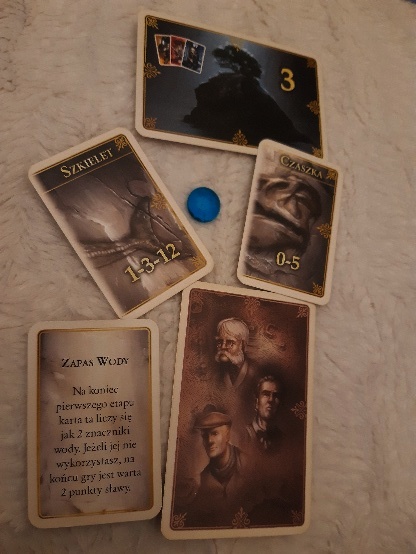 3
SZKIELET
1-3-12
CZASZKA
0-5
ZAPAS WODY
Na koniec
pierwszego etapu
karta ta liczy się
jak 2 znaczniki
wody. Jeżeli jej nie
wykorzystasz, na
końcu gry jest warta
2 punkty sławy.